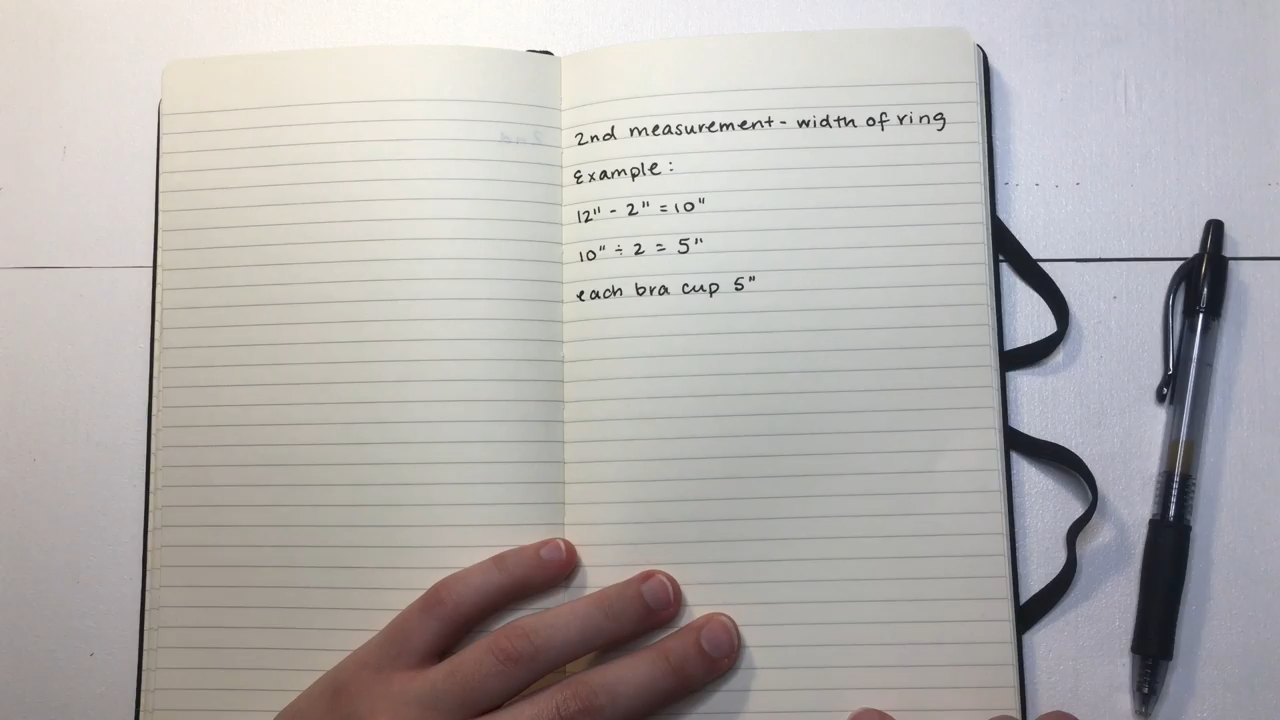 2nd measurement - width of ring
Example:
12" - 2" = 10"
10" ÷ 2 = 5"
each bra cup 5"